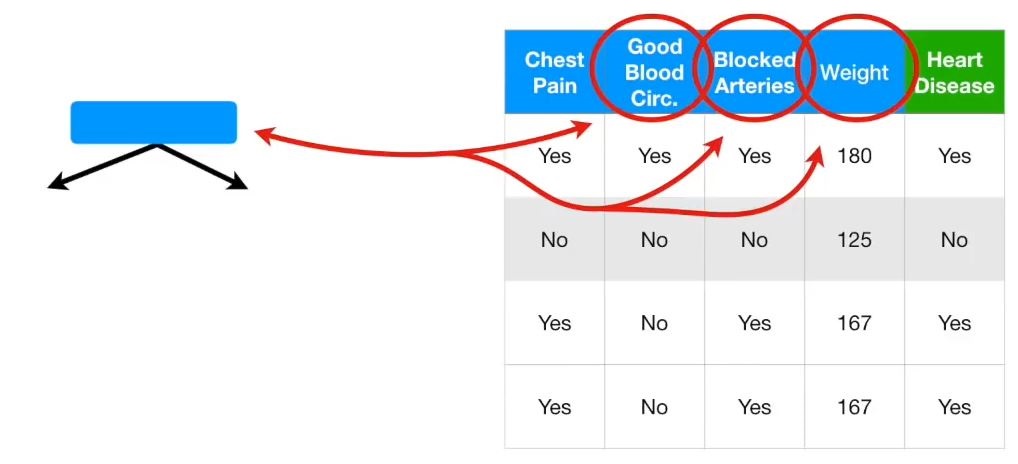 Chest Pain Good Blood Circ. Blocked Arteries Weight Heart Disease
Yes Yes Yes 180 Yes
No No No 125 No
Yes No Yes 167 Yes
Yes No Yes 167 Yes